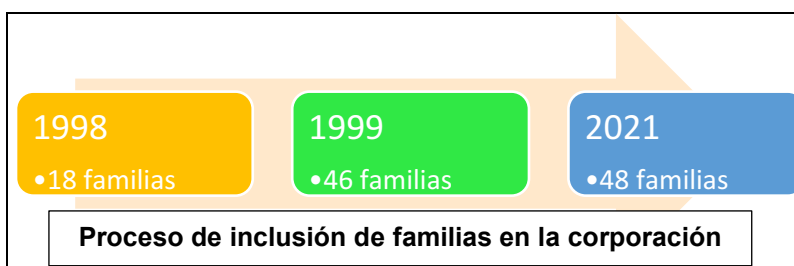 1998
•18 familias
1999
•46 familias
2021
•48 familias
Proceso de inclusión de familias en la corporación